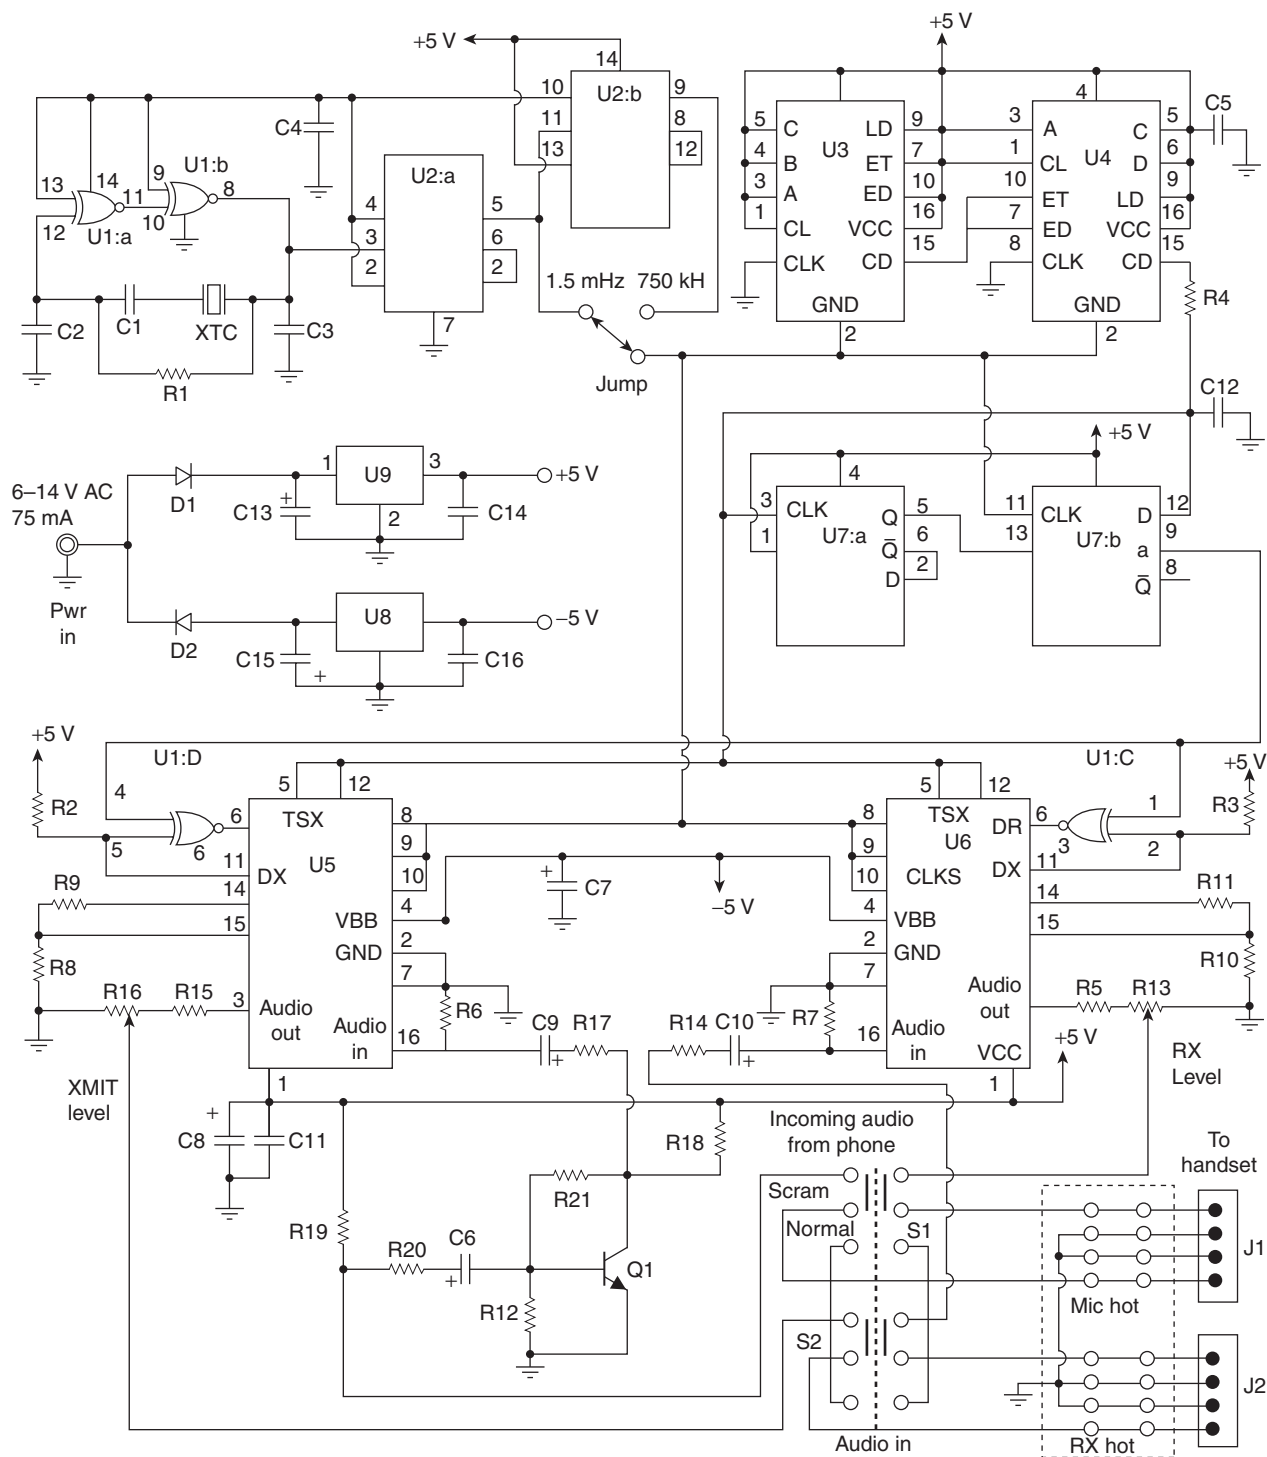 +5 V
14
10
9
U2:b
11
8
13
12
C4
U1:b
U2:a
13
14
11
9
8
10
12
U1:a
4
5
3
6
2
2
7
C2
C1
XTC
C3
R1
1.5 mHz
750 kH
Jump
+5 V
5
C
LD
9
4
B
U3
ET
7
3
A
ED
10
1
CL
VCC
16
CLK
CD
15
GND
2
4
3
A
C
5
C5
1
CL
U4
D
6
10
ET
LD
9
7
ED
VCC
16
8
CLK
CD
15
GND
2
R4
C12
+5 V
4
3
CLK
Q
5
1
U7:a
Q̅
6
D
2
11
CLK
D
12
13
U7:b
a
9
Q̅
8
6–14 V AC
75 mA
Pwr
in
D1
1
U9
3
+5 V
C13
+
2
C14
D2
U8
−5 V
C15
+
C16
+5 V
U1:D
5
12
R2
4
6
TSX
8
5
6
U5
9
11
DX
10
R9
14
VBB
4
15
GND
2
R8
7
R16
R15
3
Audio
out
R6
Audio
in
16
XMIT
level
1
+
C8
C11
+
C7
−5 V
C9
+
R17
R14
C10
+
R7
5
12
U1:C
+5 V
8
TSX
DR
6
1
R3
9
U6
3
2
10
CLKS
DX
11
4
VBB
14
R11
2
GND
15
7
R10
Audio
out
R5
R13
16
Audio
in
VCC
1
+5 V
RX
Level
R18
Incoming audio
from phone
To
handset
R21
Scram
Normal
S1
R19
R20
C6
+
Q1
R12
J1
Mic hot
S2
J2
Audio in
RX hot